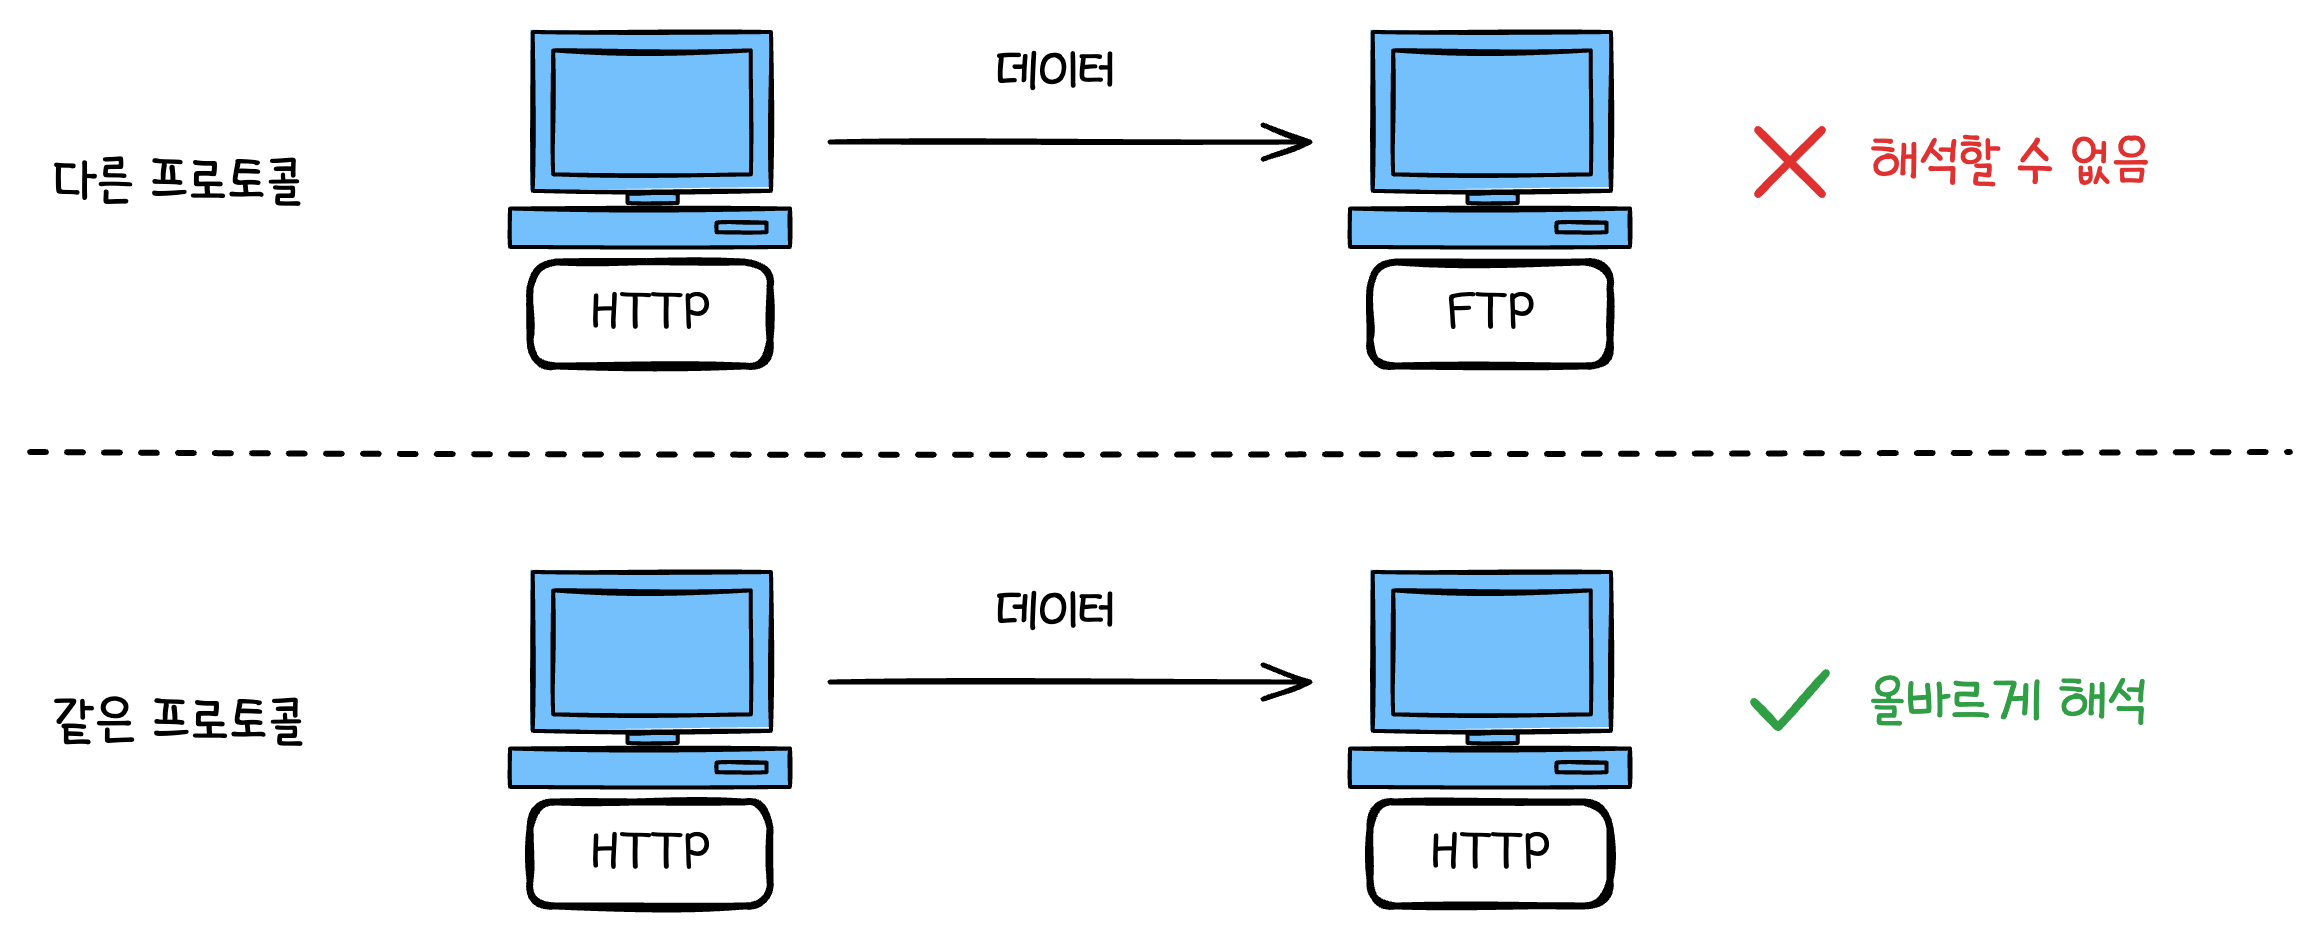 데이터
다른 프로토콜
해석할 수 없음
HTTP
FTP
데이터
같은 프로토콜
올바르게 해석
HTTP
HTTP